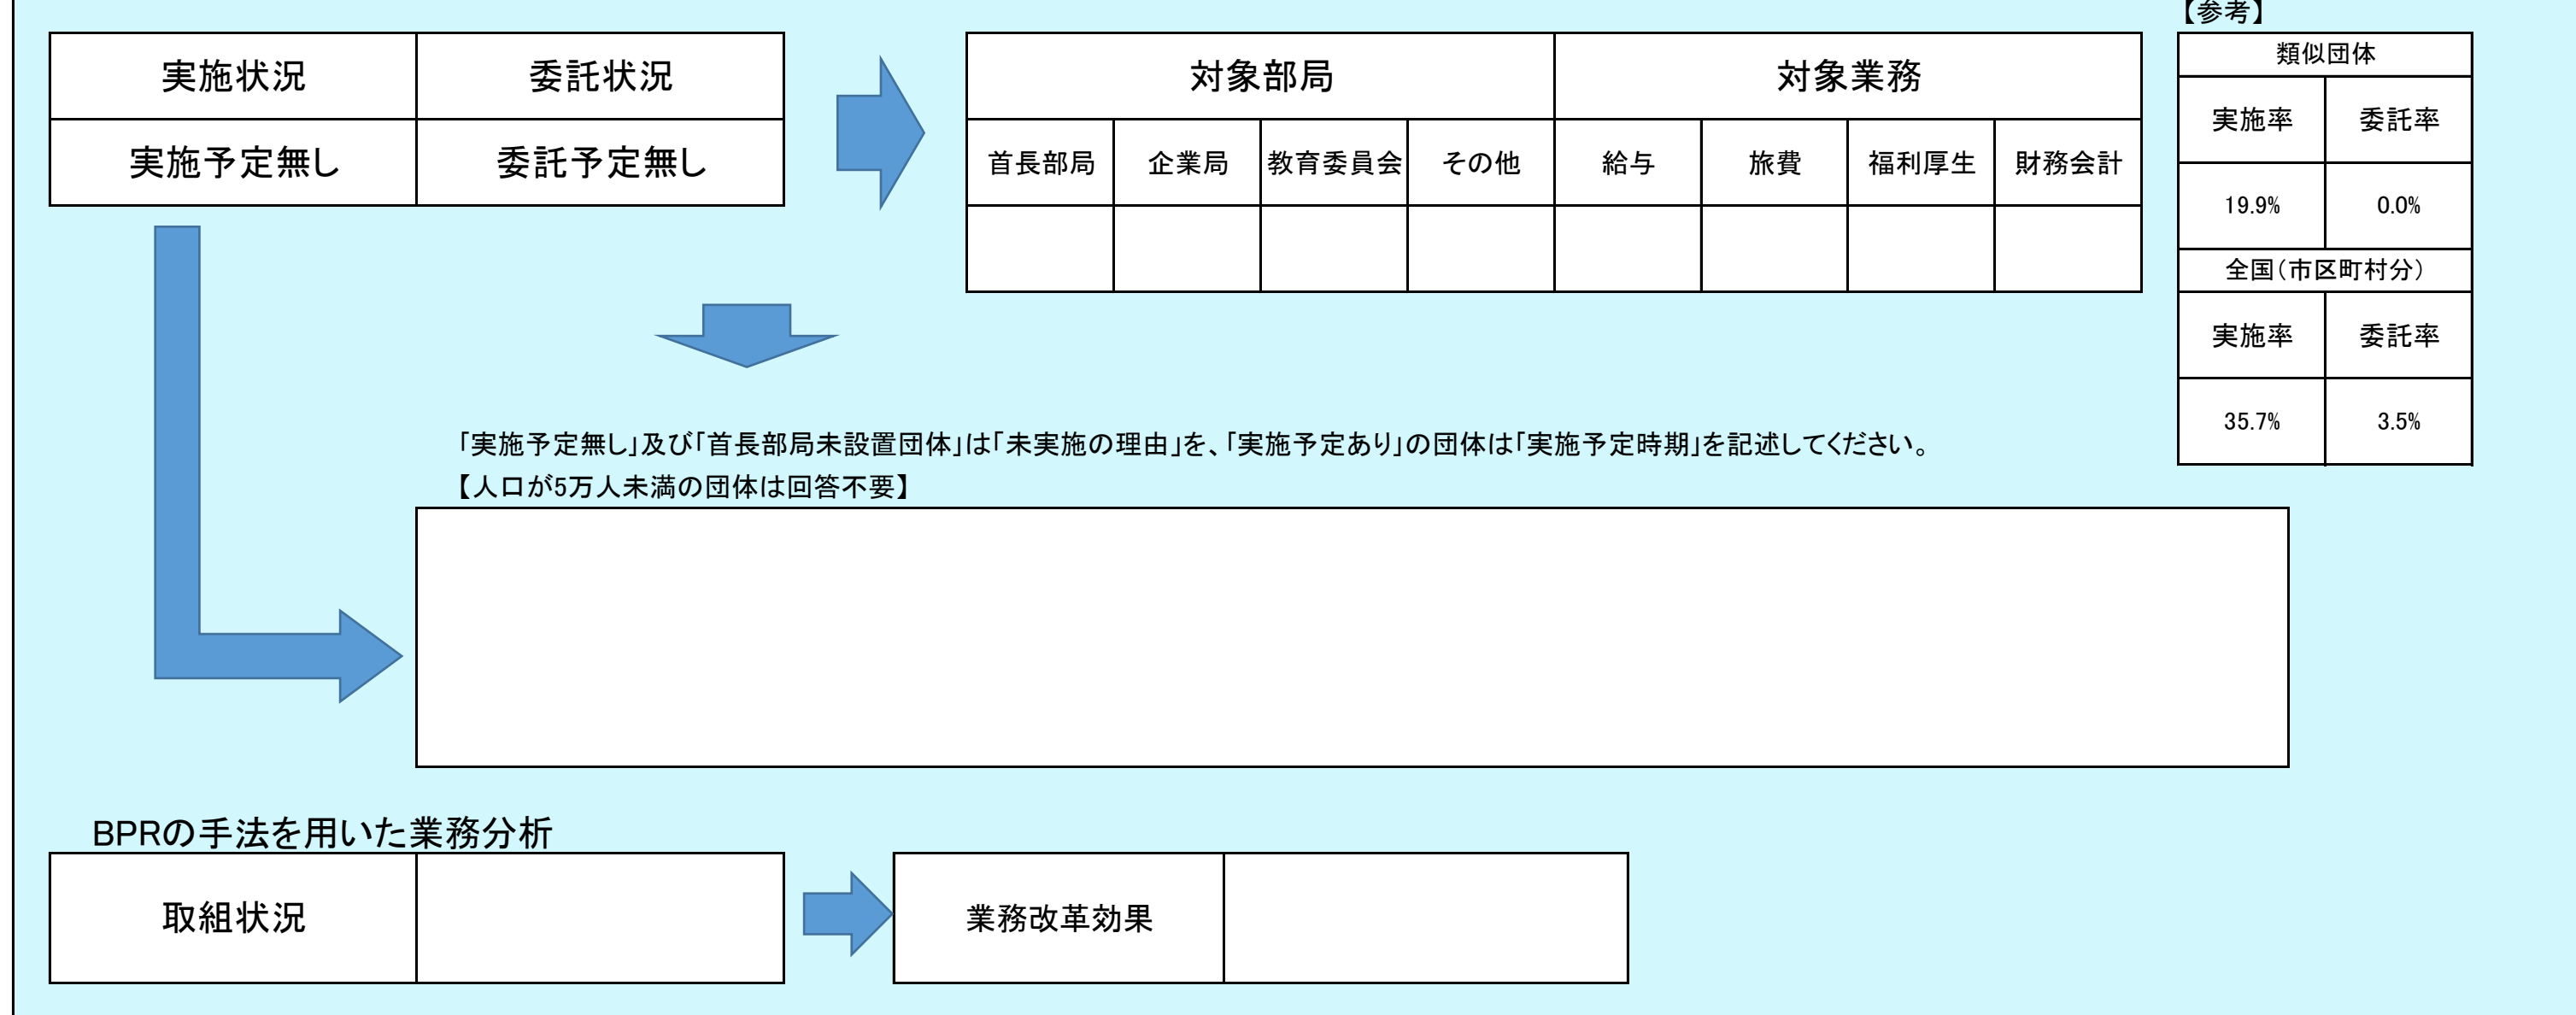 【参考】
実施状況 委託状況
実施予定無し 委託予定無し
対象部局 対象業務
首長部局 企業局 教育委員会 その他 給与 旅費 福利厚生 財務会計
類似団体
実施率 委託率
19.9% 0.0%
全国（市区町村分）
実施率 委託率
35.7% 3.5%
「実施予定無し」及び「首長部局未設置団体」は「未実施の理由」を、「実施予定あり」の団体は「実施予定時期」を記述してください。
【人口が5万人未満の団体は回答不要】
BPRの手法を用いた業務分析
取組状況
業務改革効果